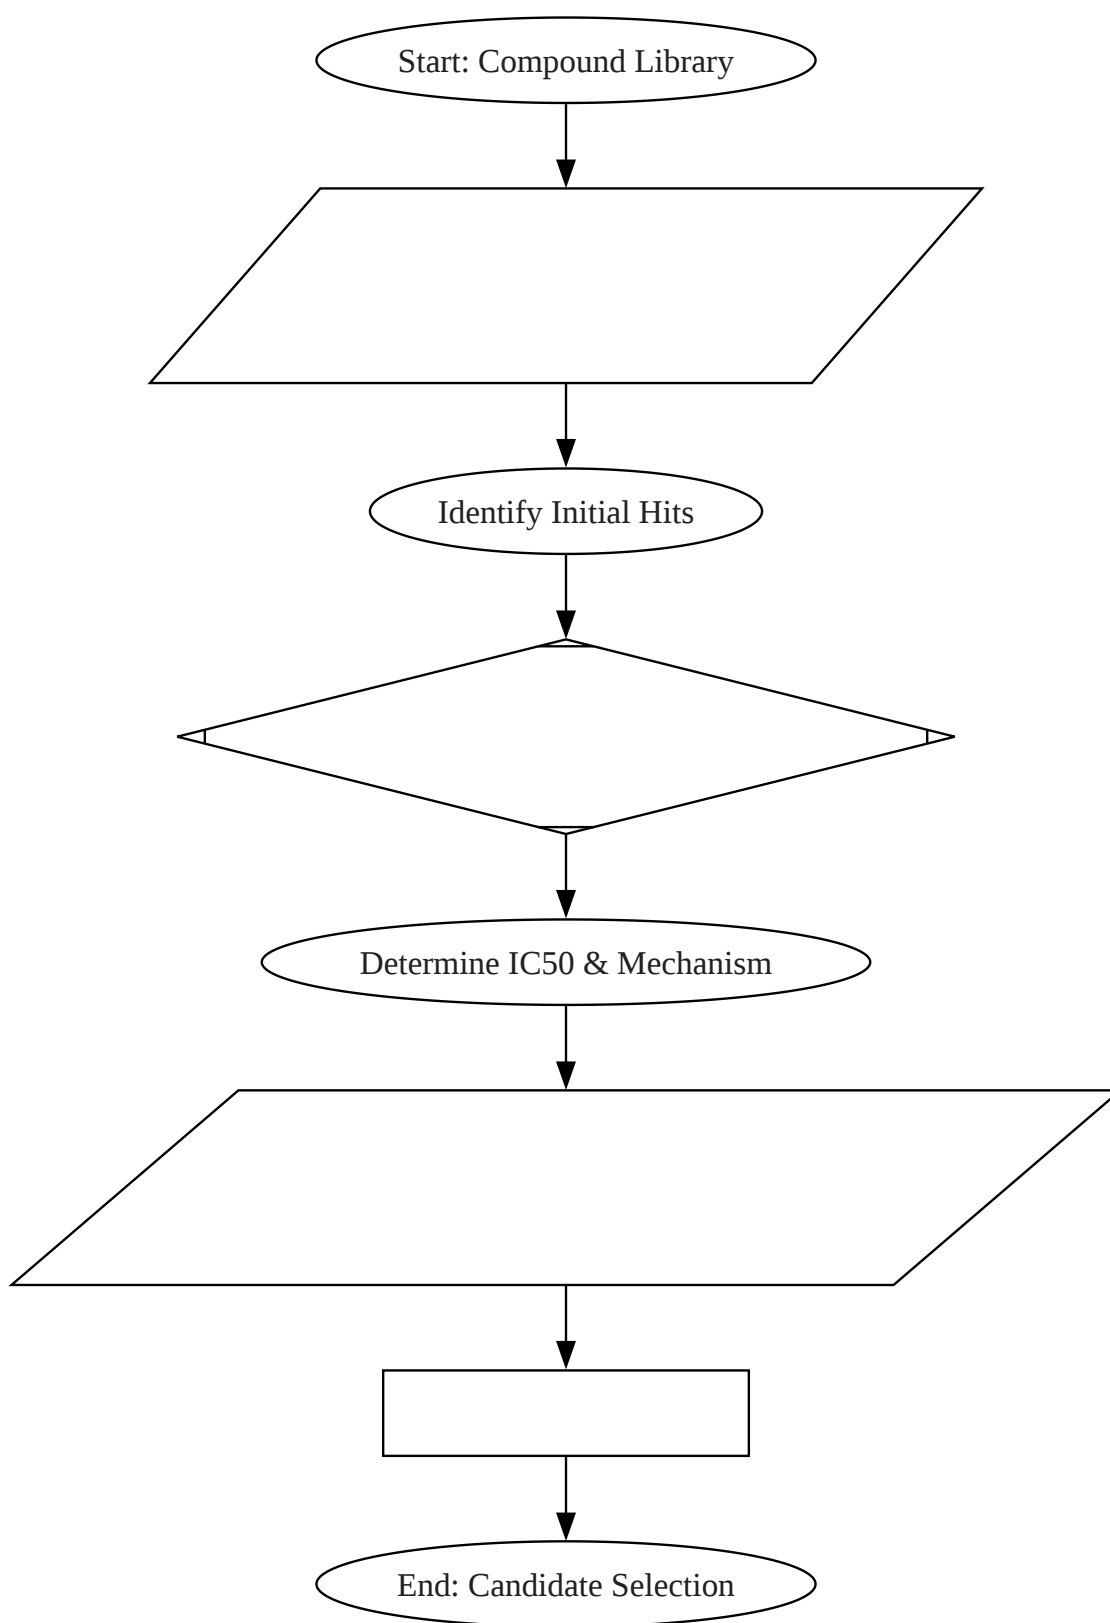 Start: Compound Library
Identify Initial Hits
Determine IC50 & Mechanism
End: Candidate Selection